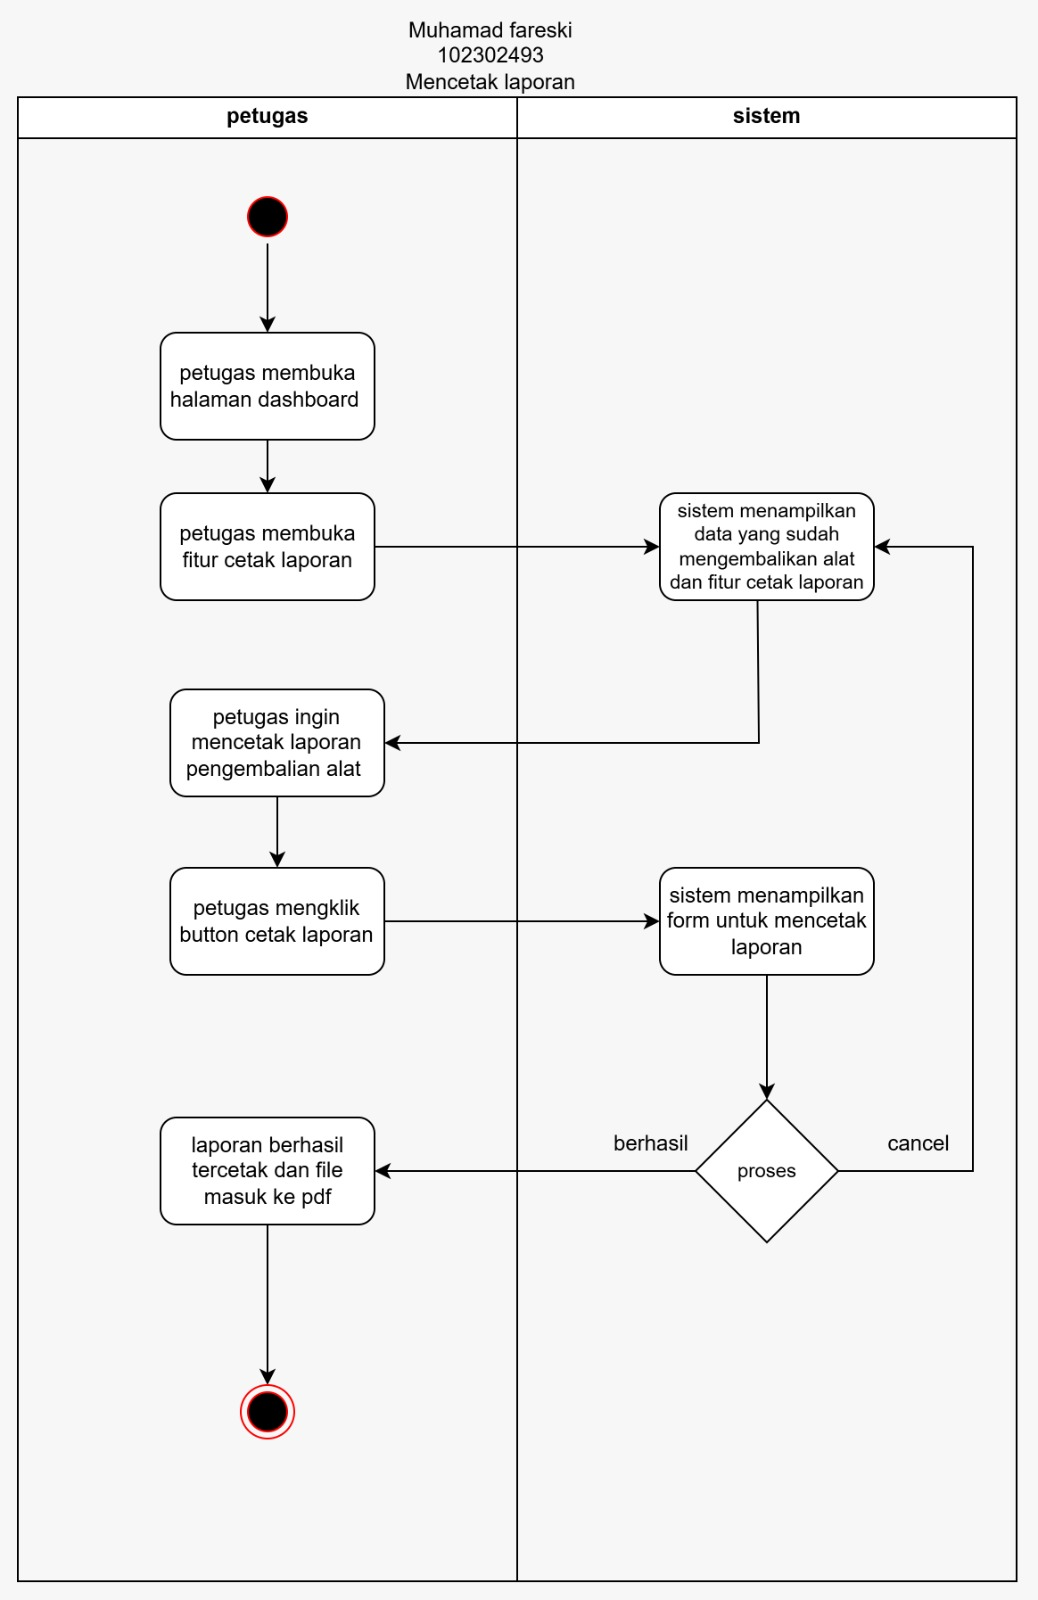 Muhamad fareski
102302493
Mencetak laporan
petugas
sistem
petugas membuka
halaman dashboard
petugas membuka
fitur cetak laporan
sistem menampilkan
data yang sudah
mengembalikan alat
dan fitur cetak laporan
petugas ingin
mencetak laporan
pengembalian alat
petugas mengklik
button cetak laporan
sistem menampilkan
form untuk mencetak
laporan
laporan berhasil
tercetak dan file
masuk ke pdf
berhasil
proses
cancel